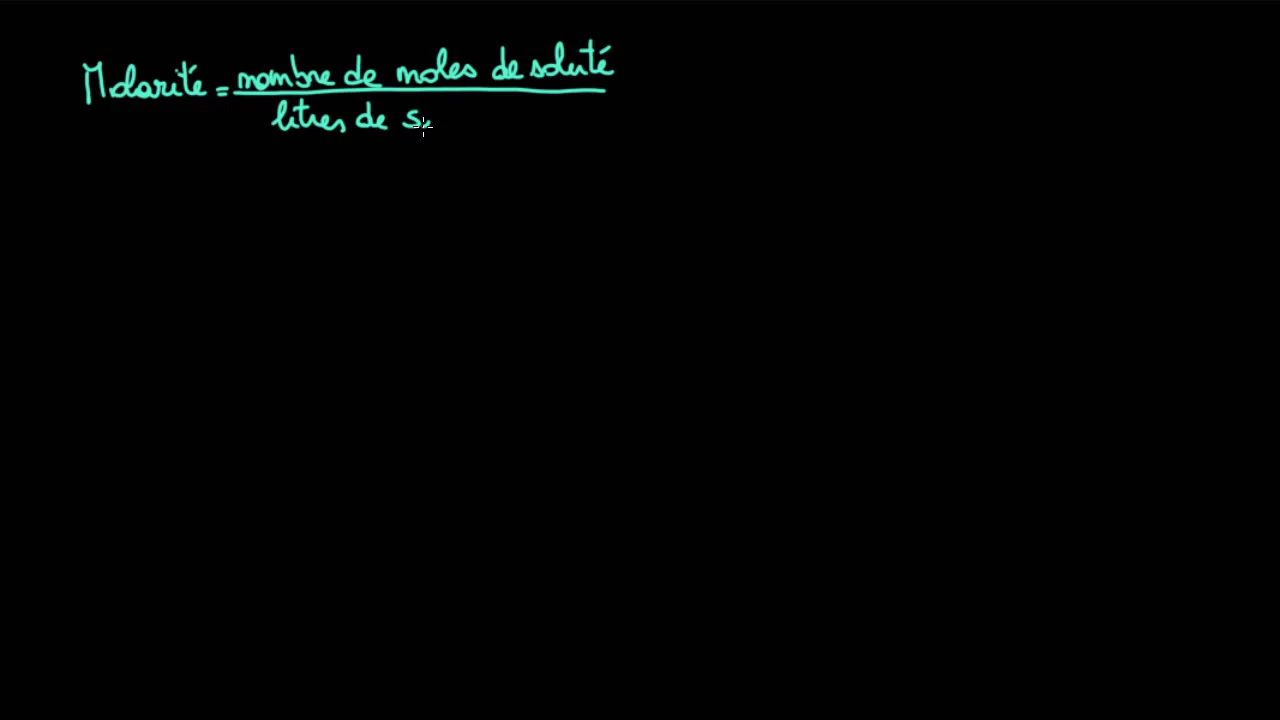 Molarité = nombre de moles de soluté
litres de s